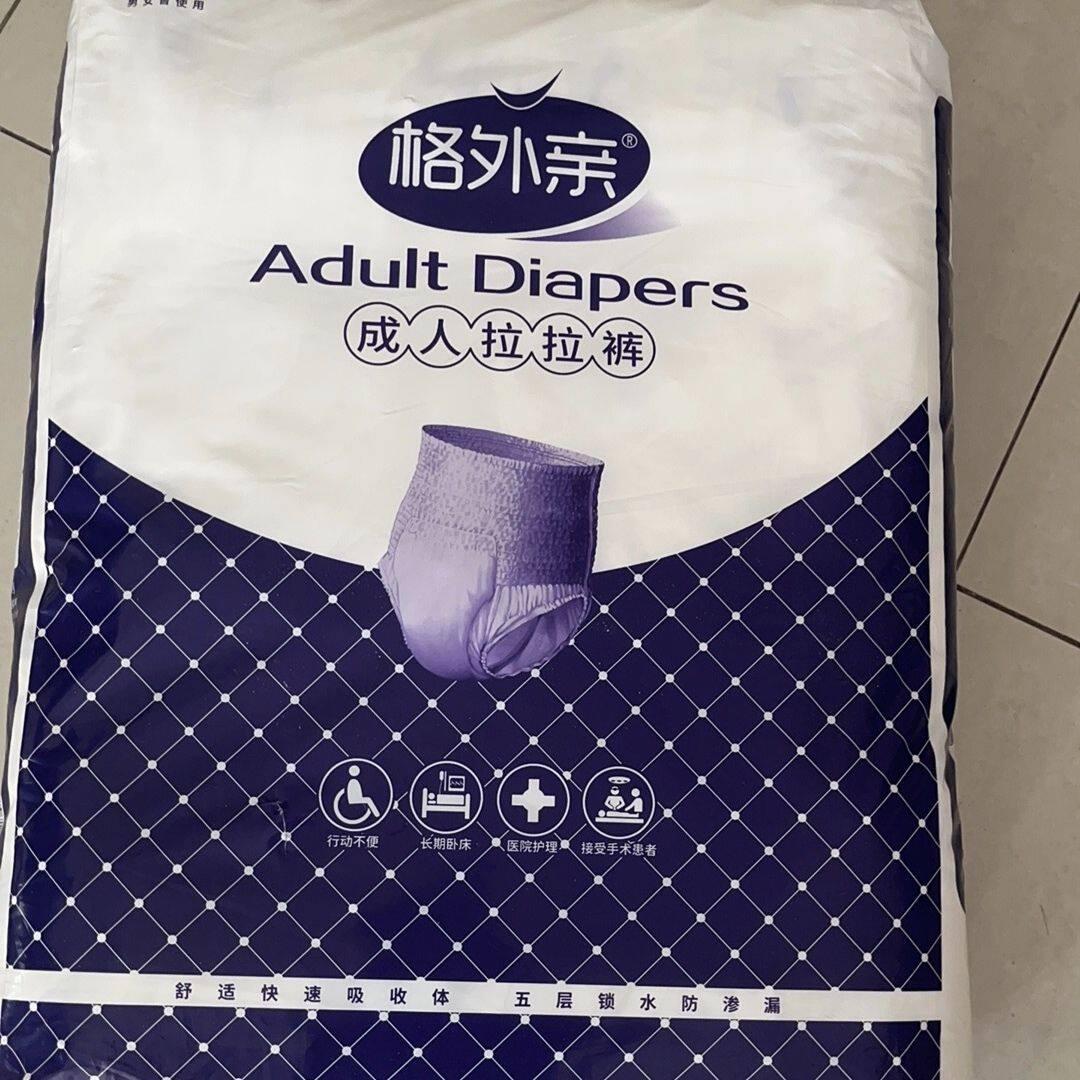 男女皆使用
格外亲®
Adult Diapers
成人拉拉裤
行动不便 长期卧床 医院护理 接受手术患者
舒适快速吸收体 五层锁水防渗漏